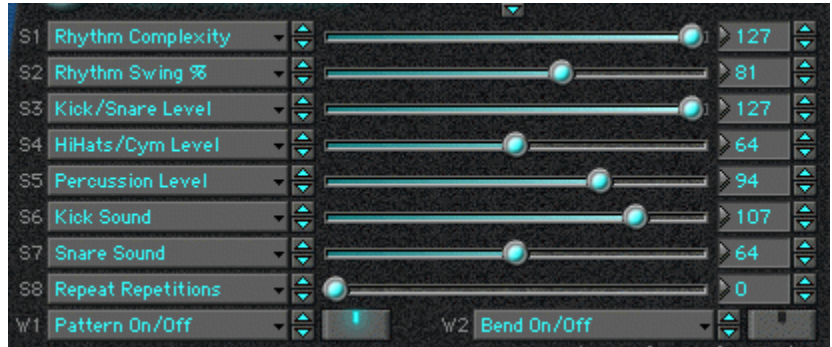 S1 Rhythm Complexity 127
S2 Rhythm Swing % 81
S3 Kick/Snare Level 127
S4 HiHats/Cym Level 64
S5 Percussion Level 94
S6 Kick Sound 107
S7 Snare Sound 64
S8 Repeat Repetitions 0
W1 Pattern On/Off W2 Bend On/Off